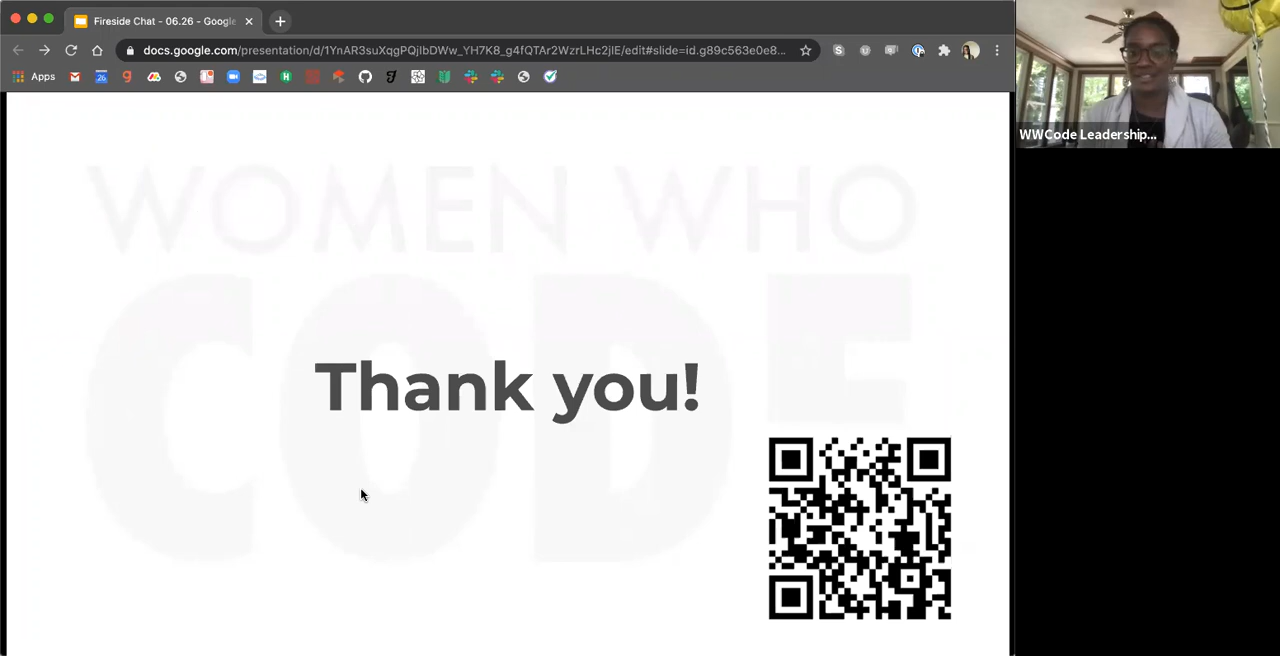 Fireside Chat - 06.26 - Google
docs.google.com/presentation/d/1YnAR3suXqgPQjlbDWw_YH7K8_g4fQTAr2WzrLHc2jlE/edit#slide=id.g89c563e0e8...
Apps
WWCode Leadership...
WOMEN WHO
CODE
Thank you!